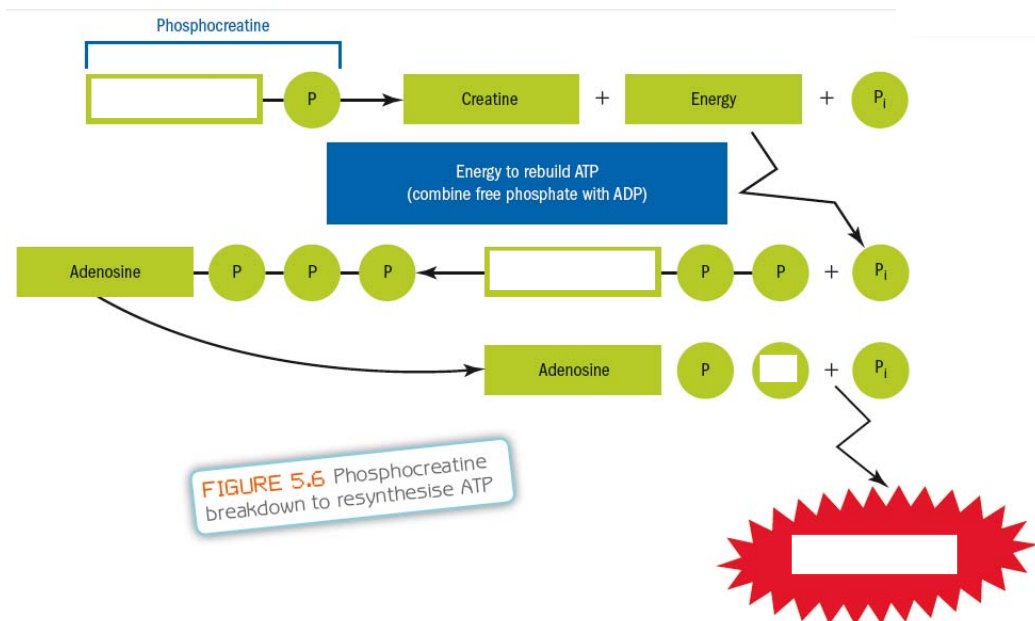 Phosphocreatine
P Creatine + Energy + Pi
Energy to rebuild ATP
(combine free phosphate with ADP)
Adenosine P P P P P + Pi
Adenosine P + Pi
FIGURE 5.6 Phosphocreatine
breakdown to resynthesise ATP